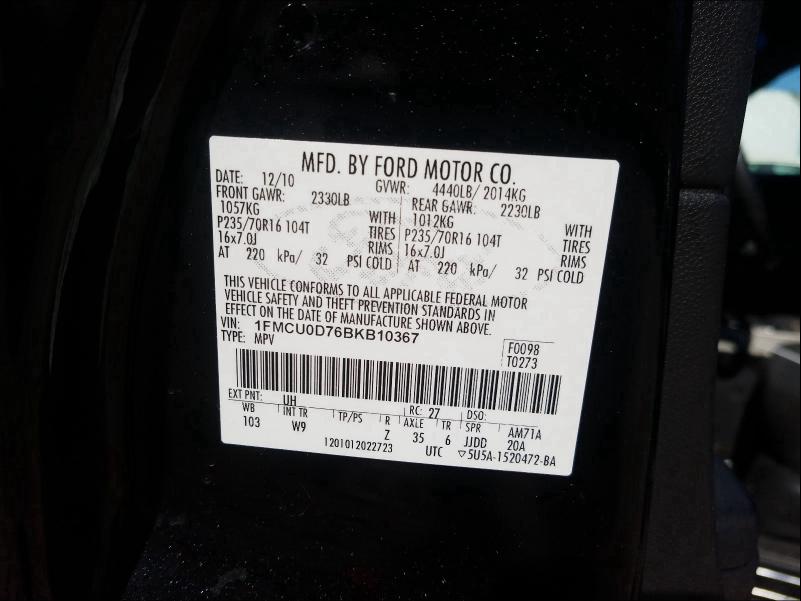 MFD. BY FORD MOTOR CO.
DATE: 12/10 GVWR: 4440LB/ 2014KG
FRONT GAWR: 2330LB REAR GAWR: 2230LB
1057KG WITH 1012KG WITH
P235/70R16 104T TIRES P235/70R16 104T TIRES
16x7.0J RIMS 16x7.0J RIMS
AT 220 kPa/ 32 PSI COLD AT 220 kPa/ 32 PSI COLD
THIS VEHICLE CONFORMS TO ALL APPLICABLE FEDERAL MOTOR
VEHICLE SAFETY AND THEFT PREVENTION STANDARDS IN
EFFECT ON THE DATE OF MANUFACTURE SHOWN ABOVE.
VIN: 1FMCU0D76BKB10367
TYPE: MPV
F0098
T0273
EXT PNT: UH RC: 27 DSO:
WB INT TR TP/PS R AXLE TR SPR AM71A
103 W9 Z 35 6 JJDD 20A
1201012022723 UTC ▽5U5A-1520472-BA